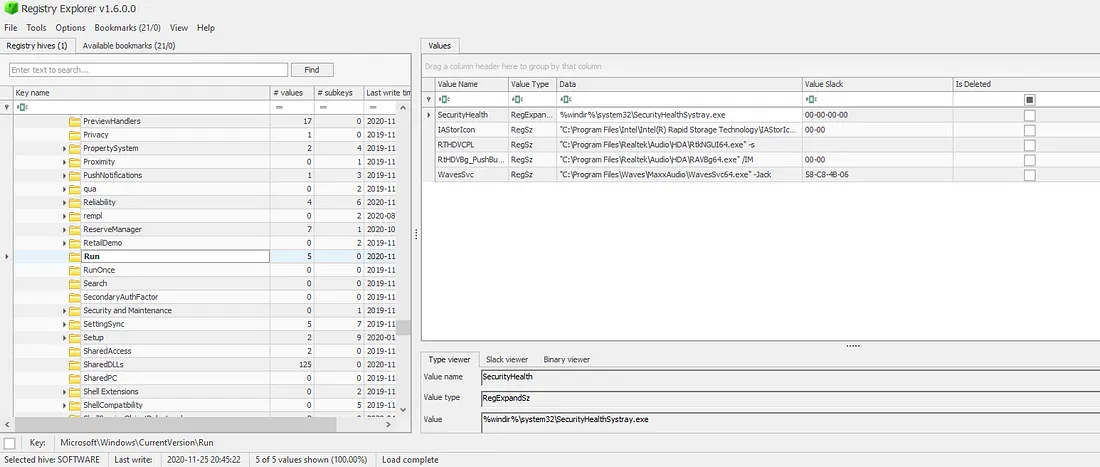 Registry Explorer v1.6.0.0
File Tools Options Bookmarks (21/0) View Help
Registry hives (1) Available bookmarks (21/0)
Enter text to search... Find
Key name # values # subkeys Last write tim
PreviewHandlers 17 0 2020-11
Privacy 1 0 2019-11
PropertySystem 2 4 2019-11
Proximity 0 1 2019-11
PushNotifications 1 3 2019-11
qua 0 2 2019-11
Reliability 4 6 2020-11
rempl 0 2 2020-08
ReserveManager 7 1 2020-10
RetailDemo 0 2 2019-11
Run 5 0 2020-11
RunOnce 0 0 2019-11
Search 0 0 2019-11
SecondaryAuthFactor 0 0 2019-11
Security and Maintenance 0 1 2019-11
SettingSync 5 7 2019-11
Setup 2 9 2020-01
SharedAccess 2 0 2019-11
SharedDLLs 125 0 2020-11
SharedPC 0 0 2019-11
Shell Extensions 0 2 2019-11
ShellCompatibility 0 5 2019-11
Key: Microsoft\Windows\CurrentVersion\Run
Selected hive: SOFTWARE Last write: 2020-11-25 20:45:22 5 of 5 values shown (100.00%) Load complete
Values
Drag a column header here to group by that column
Value Name Value Type Data Value Slack Is Deleted
SecurityHealth RegExpan... %windir%\system32\SecurityHealthSystray.exe 00-00-00-00
IAStorIcon RegSz "C:\Program Files\Intel\Intel(R) Rapid Storage Technology\IAStorIc... 00-00
RTHDVCPL RegSz "C:\Program Files\Realtek\Audio\HDA\RtkNGUI64.exe" -s
RtHDVBg_PushBu... RegSz "C:\Program Files\Realtek\Audio\HDA\RAVBg64.exe" /IM 00-00
WavesSvc RegSz "C:\Program Files\Waves\MaxxAudio\WavesSvc64.exe" -Jack 58-C8-4B-06
Type viewer Slack viewer Binary viewer
Value name SecurityHealth
Value type RegExpandSz
Value %windir%\system32\SecurityHealthSystray.exe